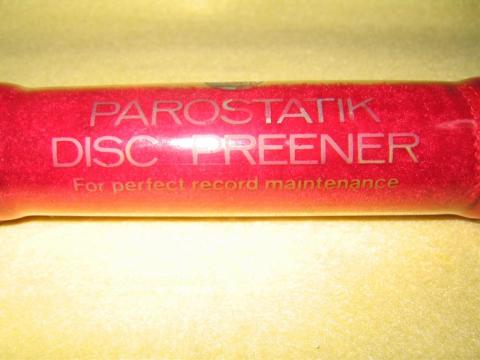 PAROSTATIK
DISC PREENER
For perfect record maintenance